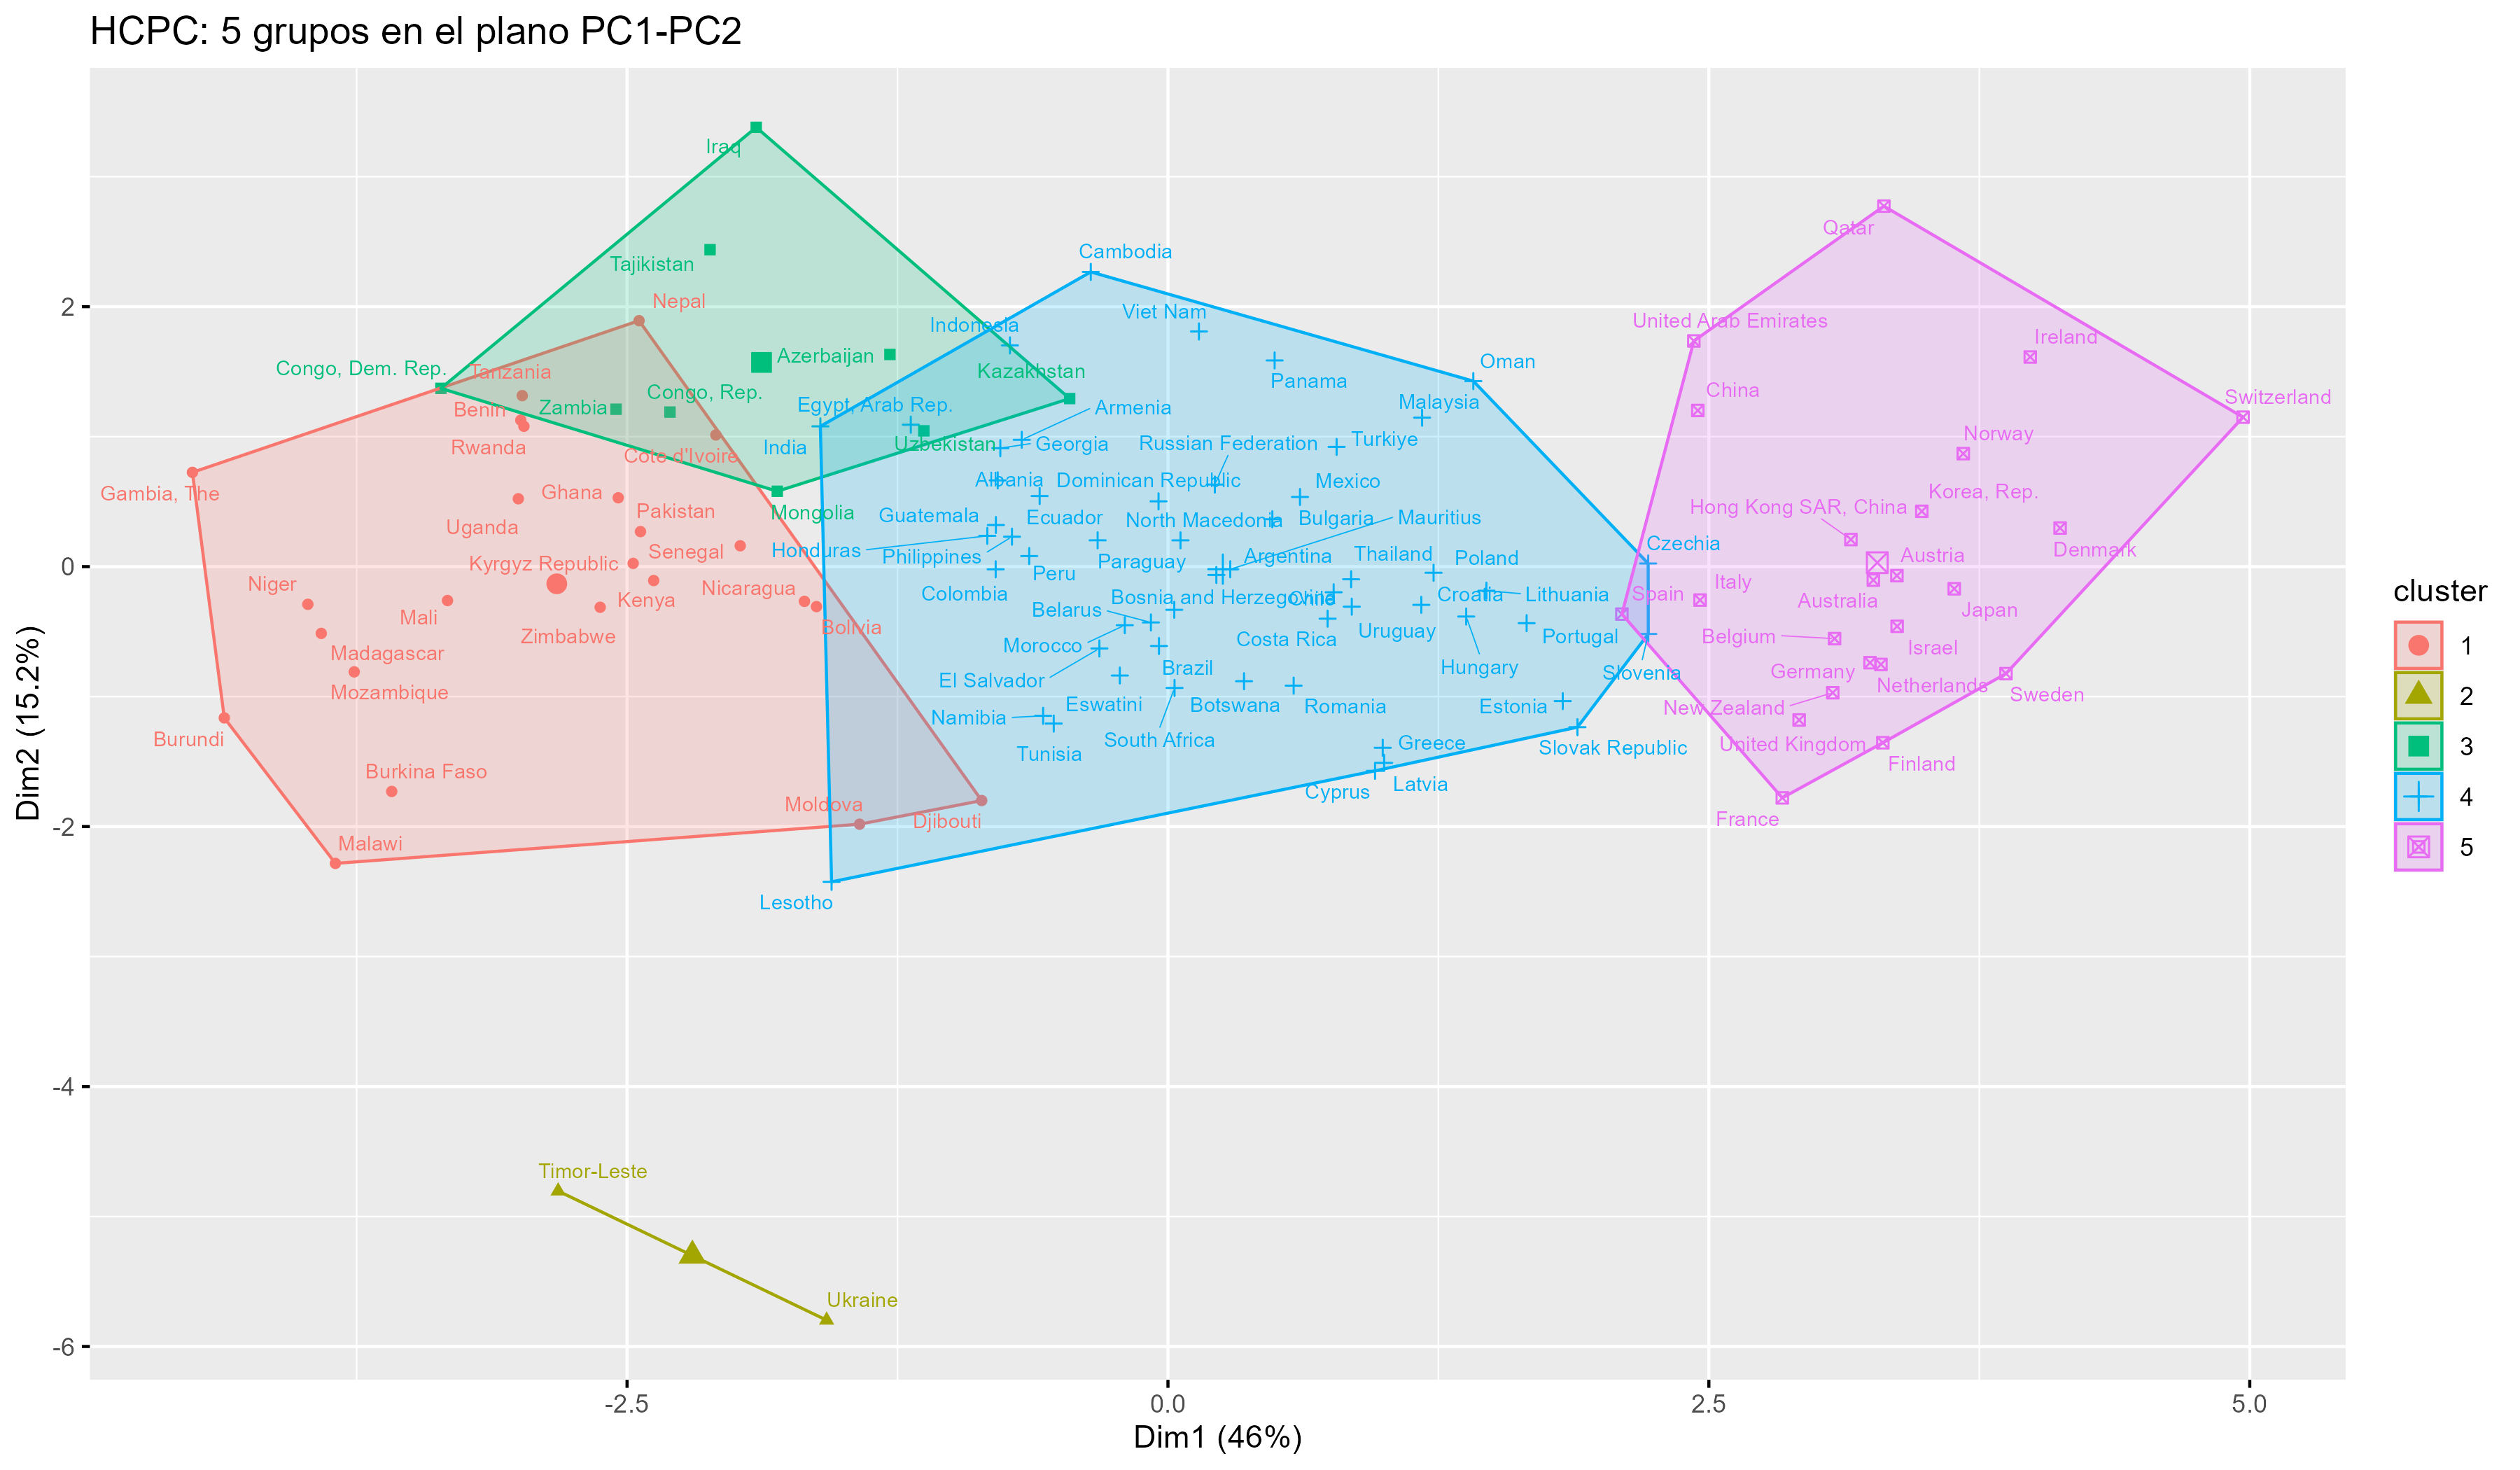 HCPC: 5 grupos en el plano PC1-PC2
Iraq
Qatar
Cambodia
Tajikistan
Nepal
Viet Nam
Indonesia
United Arab Emirates
Ireland
Azerbaijan
Oman
Congo, Dem. Rep.
Tanzania
Kazakhstan
Panama
China
Congo, Rep.
Switzerland
Malaysia
Benin
Zambia
Egypt, Arab Rep.
Armenia
Norway
Turkiye
Rwanda
Cote d'Ivoire
India
Uzbekistan
Georgia
Russian Federation
Gambia, The
Ghana
Albania
Dominican Republic
Mexico
Korea, Rep.
Hong Kong SAR, China
Uganda
Pakistan
Mongolia
Guatemala
Ecuador
North Macedonia
Bulgaria
Mauritius
Kyrgyz Republic
Senegal
Honduras
Philippines
Paraguay
Argentina
Thailand
Poland
Czechia
Austria
Denmark
Niger
Mali
Kenya
Nicaragua
Colombia
Peru
Bosnia and Herzegovina
Chile
Croatia
Lithuania
Spain
Italy
Australia
Japan
Zimbabwe
Bolivia
Belarus
Morocco
Costa Rica
Uruguay
Portugal
Belgium
Israel
Madagascar
Mozambique
El Salvador
Brazil
Hungary
Slovenia
Germany
Netherlands
Sweden
Burundi
Namibia
Eswatini
Botswana
Romania
Estonia
New Zealand
Tunisia
South Africa
Greece
Slovak Republic
United Kingdom
Finland
Burkina Faso
Moldova
Djibouti
Cyprus
Latvia
France
Malawi
Lesotho
Timor-Leste
Ukraine
2
0
-2
-4
-6
Dim2 (15.2%)
-2.5
0.0
2.5
5.0
Dim1 (46%)
cluster
1
2
3
4
5